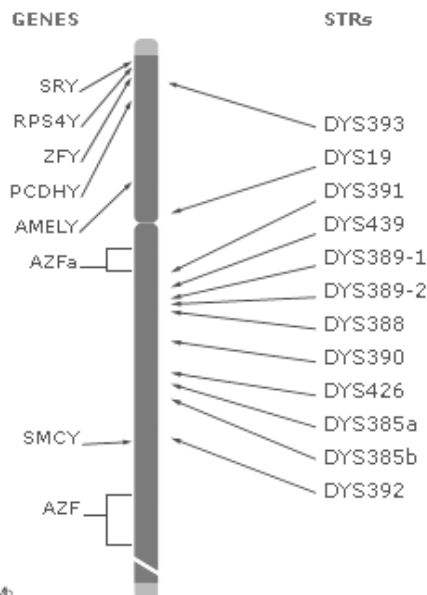 GENES
SRY
RPS4Y
ZFY
PCDHY
AMELY
AZFa
SMCY
AZF
STRs
DYS393
DYS19
DYS391
DYS439
DYS389-1
DYS389-2
DYS388
DYS390
DYS426
DYS385a
DYS385b
DYS392